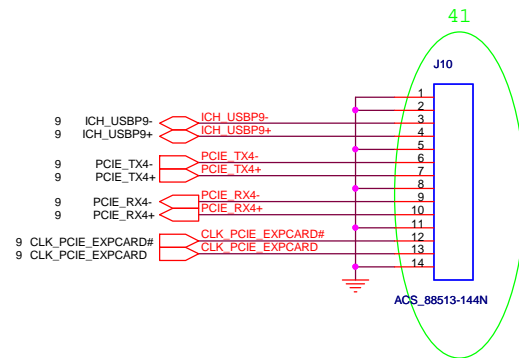 41
J10
1
2
9 ICH_USBP9- ICH_USBP9- 3
9 ICH_USBP9+ ICH_USBP9+ 4
5
9 PCIE_TX4- PCIE_TX4- 6
9 PCIE_TX4+ PCIE_TX4+ 7
8
9 PCIE_RX4- PCIE_RX4- 9
9 PCIE_RX4+ PCIE_RX4+ 10
11
9 CLK_PCIE_EXPCARD# CLK_PCIE_EXPCARD# 12
9 CLK_PCIE_EXPCARD CLK_PCIE_EXPCARD 13
14
ACS_88513-144N